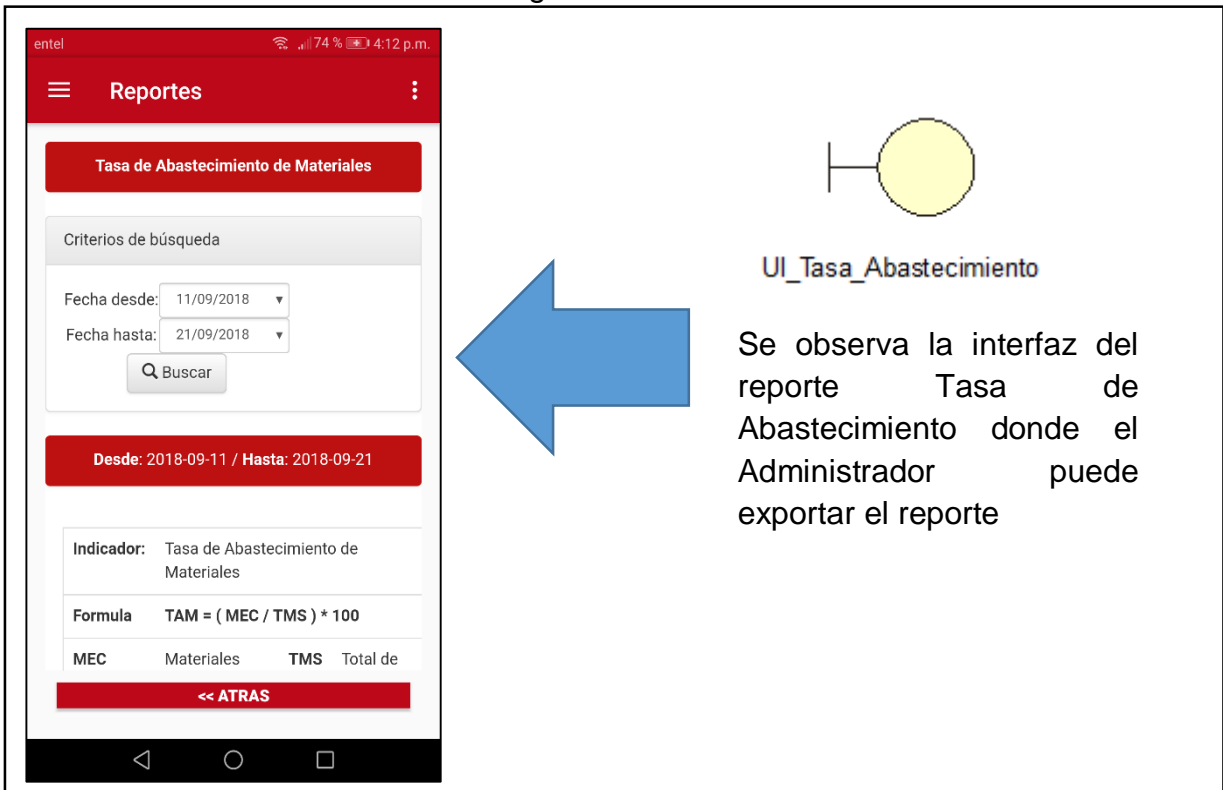 entel 74 % 4:12 p.m.
Reportes
Tasa de Abastecimiento de Materiales
Criterios de búsqueda
Fecha desde: 11/09/2018
Fecha hasta: 21/09/2018
Buscar
Desde: 2018-09-11 / Hasta: 2018-09-21
Indicador: Tasa de Abastecimiento de
Materiales
Formula TAM = ( MEC / TMS ) * 100
MEC Materiales TMS Total de
<< ATRAS
UI_Tasa_Abastecimiento
Se observa la interfaz del
reporte Tasa de
Abastecimiento donde el
Administrador puede
exportar el reporte